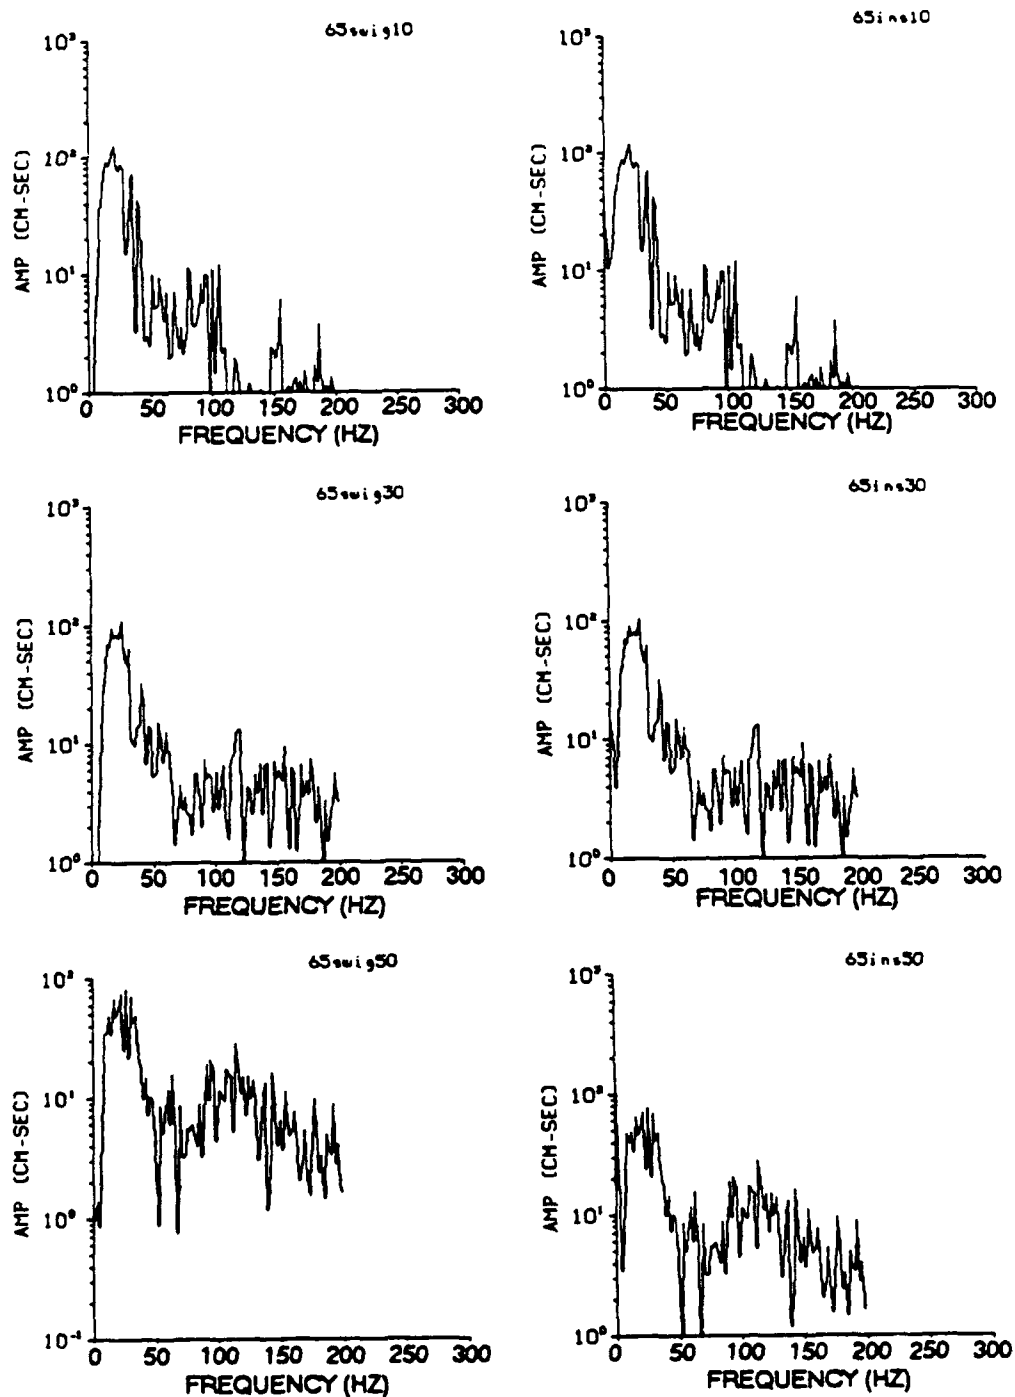 65swig10
10³
10²
10¹
10⁰
AMP (CM-SEC)
0 50 100 150 200 250 300
FREQUENCY (HZ)
65ins10
10³
10²
10¹
10⁰
AMP (CM-SEC)
0 50 100 150 200 250 300
FREQUENCY (HZ)
65swig30
10³
10²
10¹
10⁰
AMP (CM-SEC)
0 50 100 150 200 250 300
FREQUENCY (HZ)
65ins30
10³
10²
10¹
10⁰
AMP (CM-SEC)
0 50 100 150 200 250 300
FREQUENCY (HZ)
65swig50
10²
10¹
10⁰
10⁻¹
AMP (CM-SEC)
0 50 100 150 200 250 300
FREQUENCY (HZ)
65ins50
10³
10²
10¹
10⁰
AMP (CM-SEC)
0 50 100 150 200 250 300
FREQUENCY (HZ)